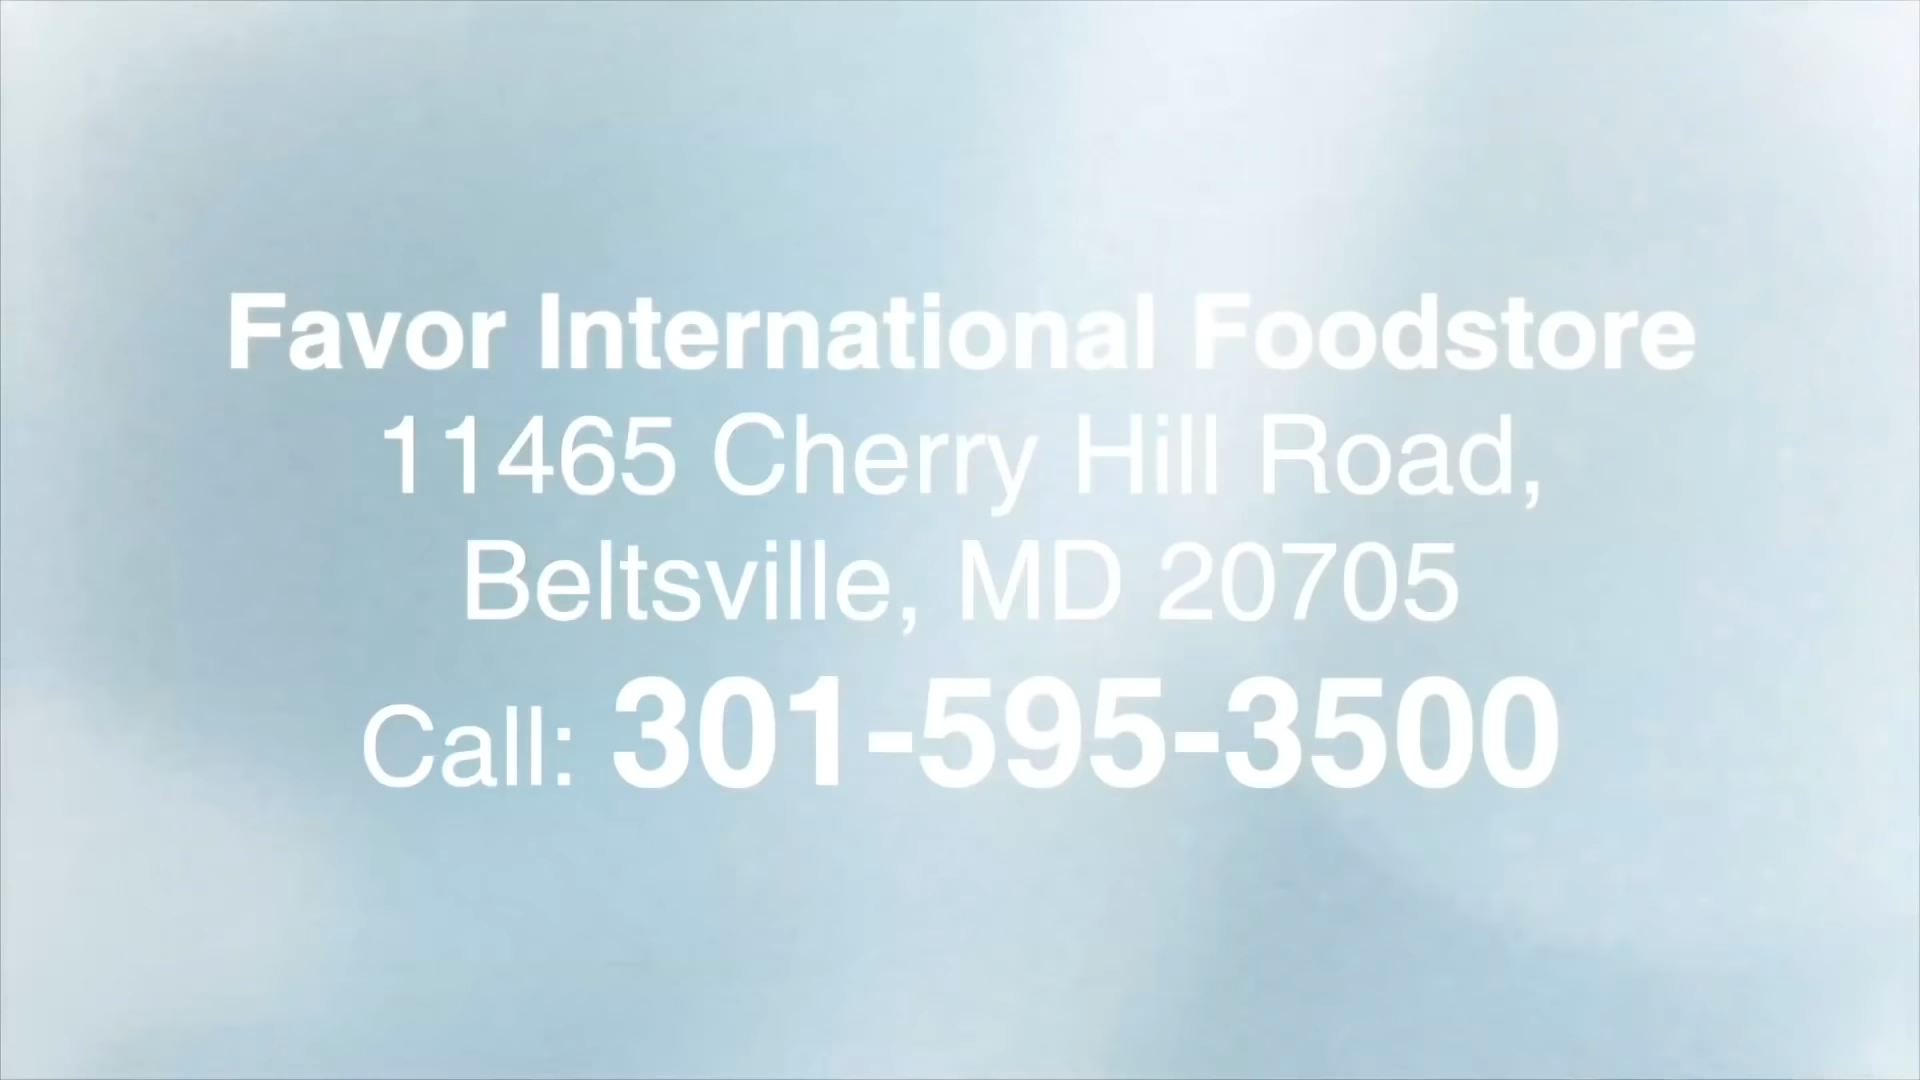 Favor International Foodstore
11465 Cherry Hill Road,
Beltsville, MD 20705
Call: 301-595-3500